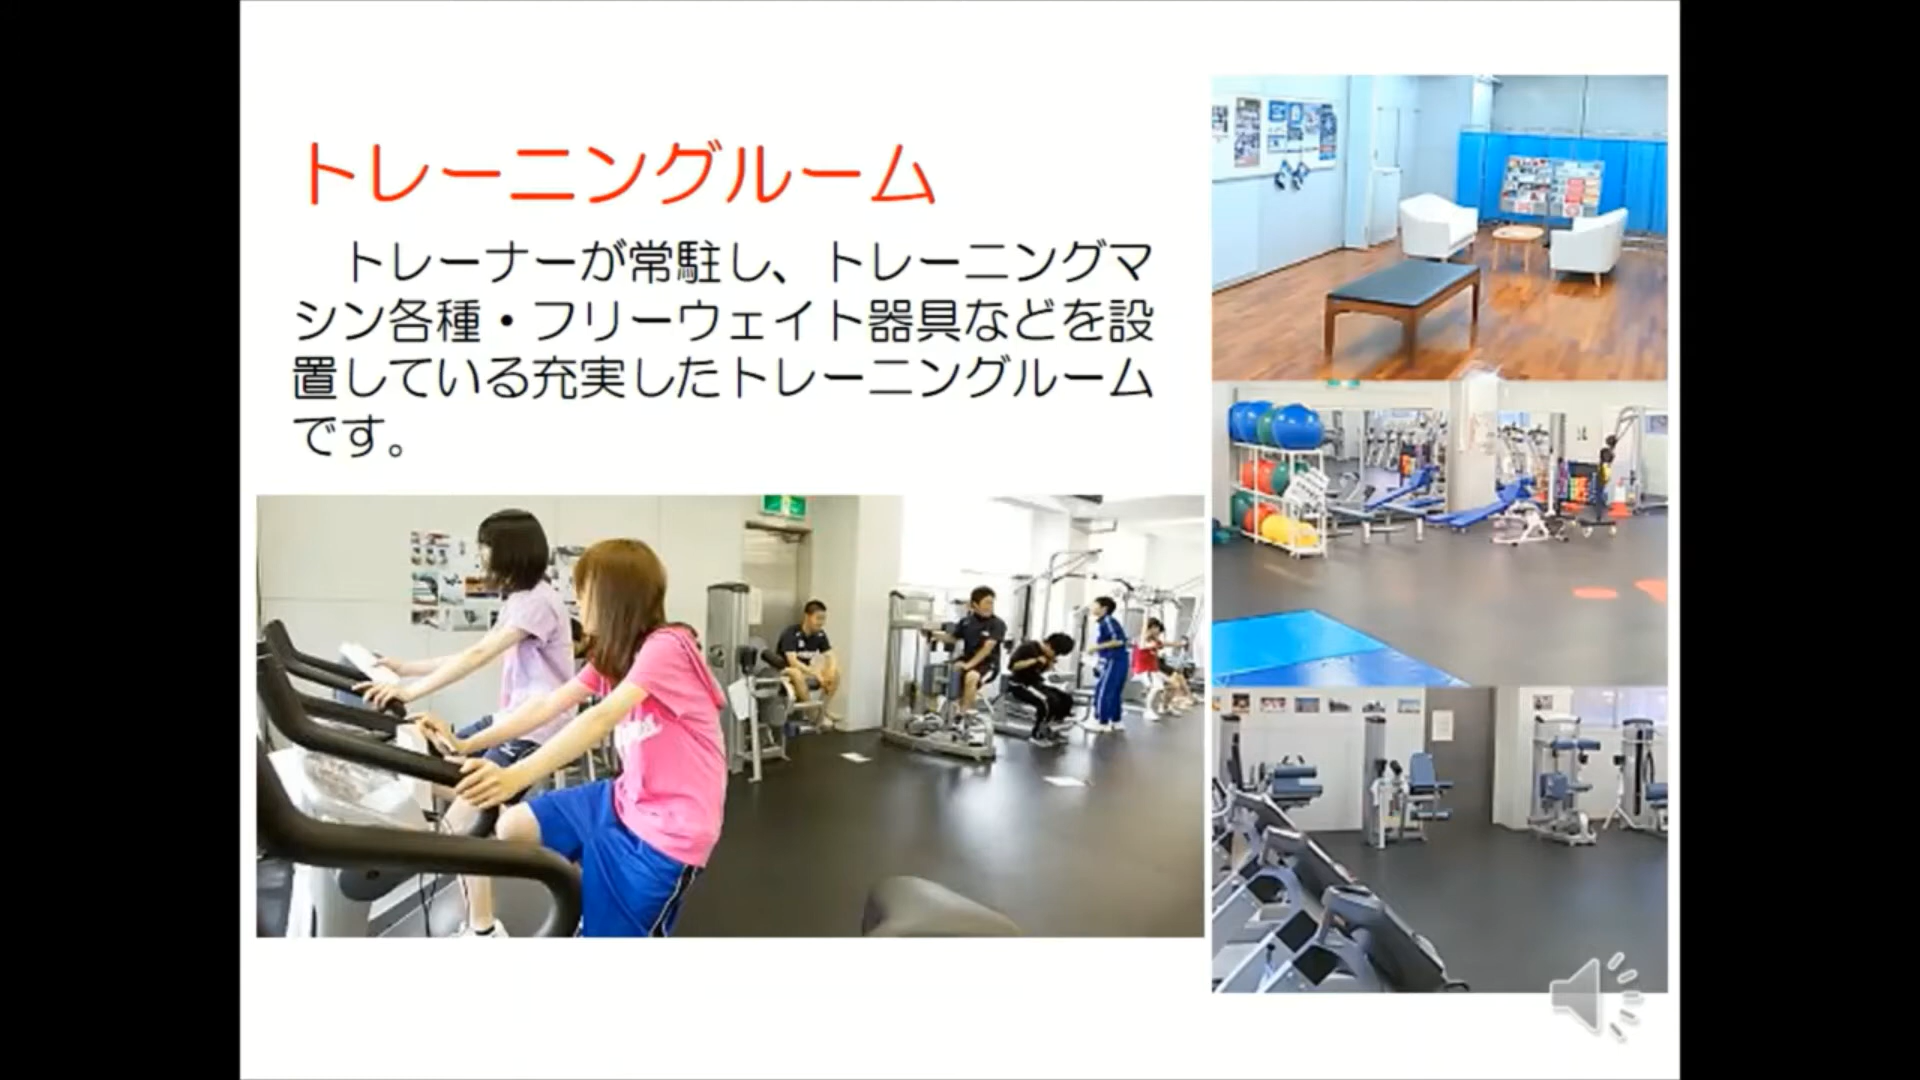 トレーニングルーム
トレーナーが常駐し、トレーニングマ
シン各種・フリーウェイト器具などを設
置している充実したトレーニングルーム
です。